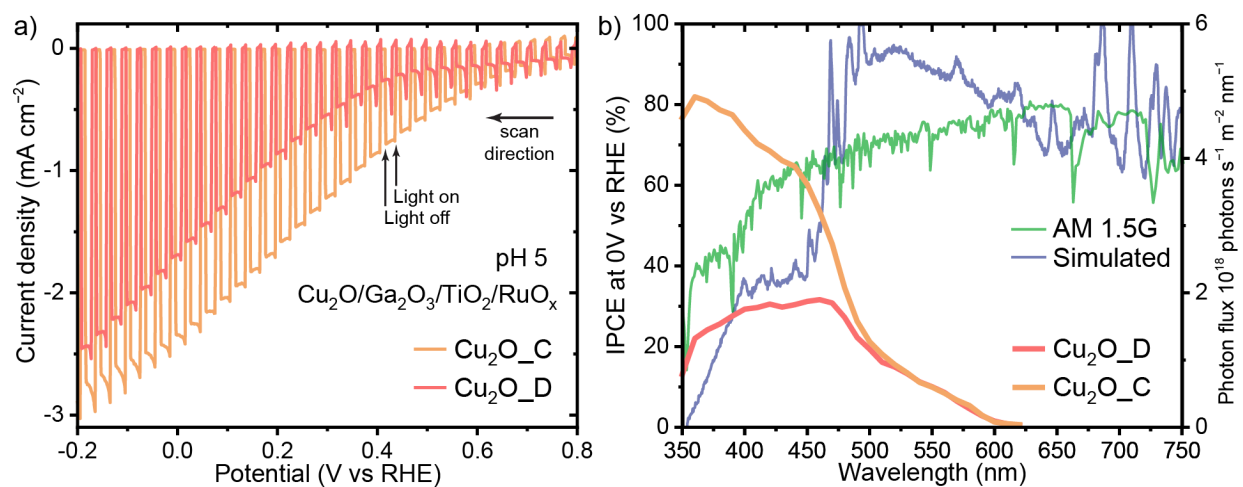 a)
Current density (mA cm⁻²)
0
-1
-2
-3
scan
direction
Light on
Light off
pH 5
Cu₂O/Ga₂O₃/TiO₂/RuOₓ
Cu₂O_C
Cu₂O_D
-0.2 0.0 0.2 0.4 0.6 0.8
Potential (V vs RHE)
b)
IPCE at 0V vs RHE (%)
100
80
60
40
20
0
AM 1.5G
Simulated
Cu₂O_D
Cu₂O_C
6
4
2
0
Photon flux 10¹⁸ photons s⁻¹ m⁻² nm⁻¹
350 400 450 500 550 600 650 700 750
Wavelength (nm)